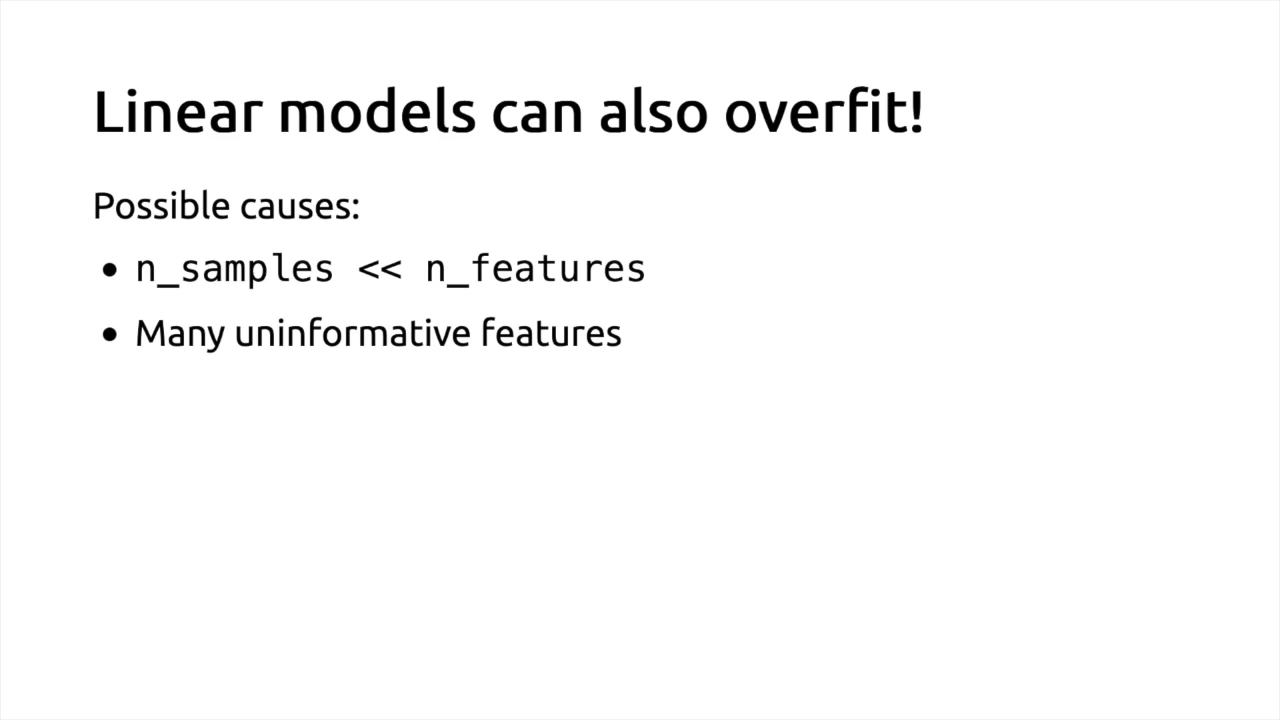 Linear models can also overfit!
Possible causes:
• n_samples << n_features
• Many uninformative features